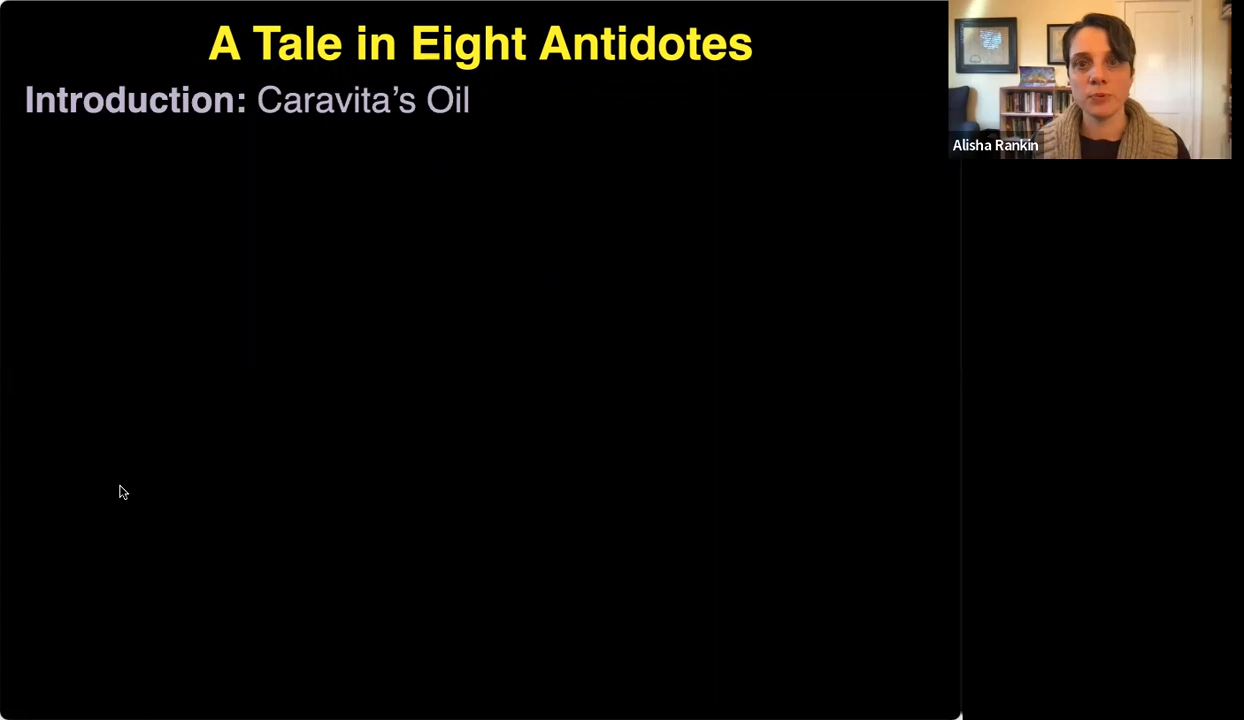 A Tale in Eight Antidotes
Introduction: Caravita’s Oil
Alisha Rankin